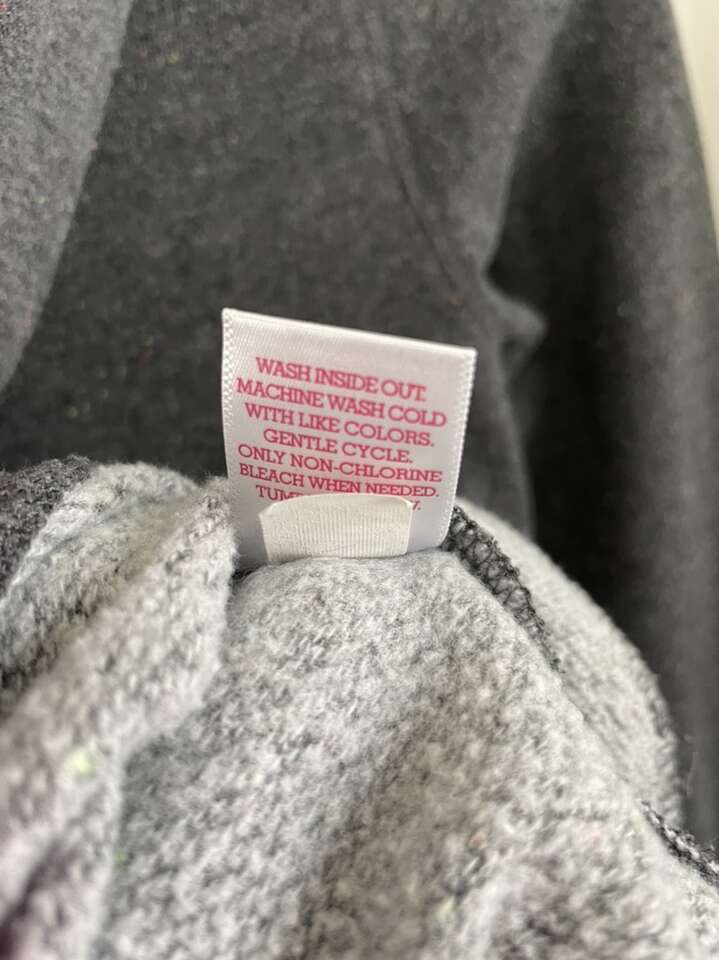 WASH INSIDE OUT.
MACHINE WASH COLD
WITH LIKE COLORS.
GENTLE CYCLE.
ONLY NON-CHLORINE
BLEACH WHEN NEEDED.